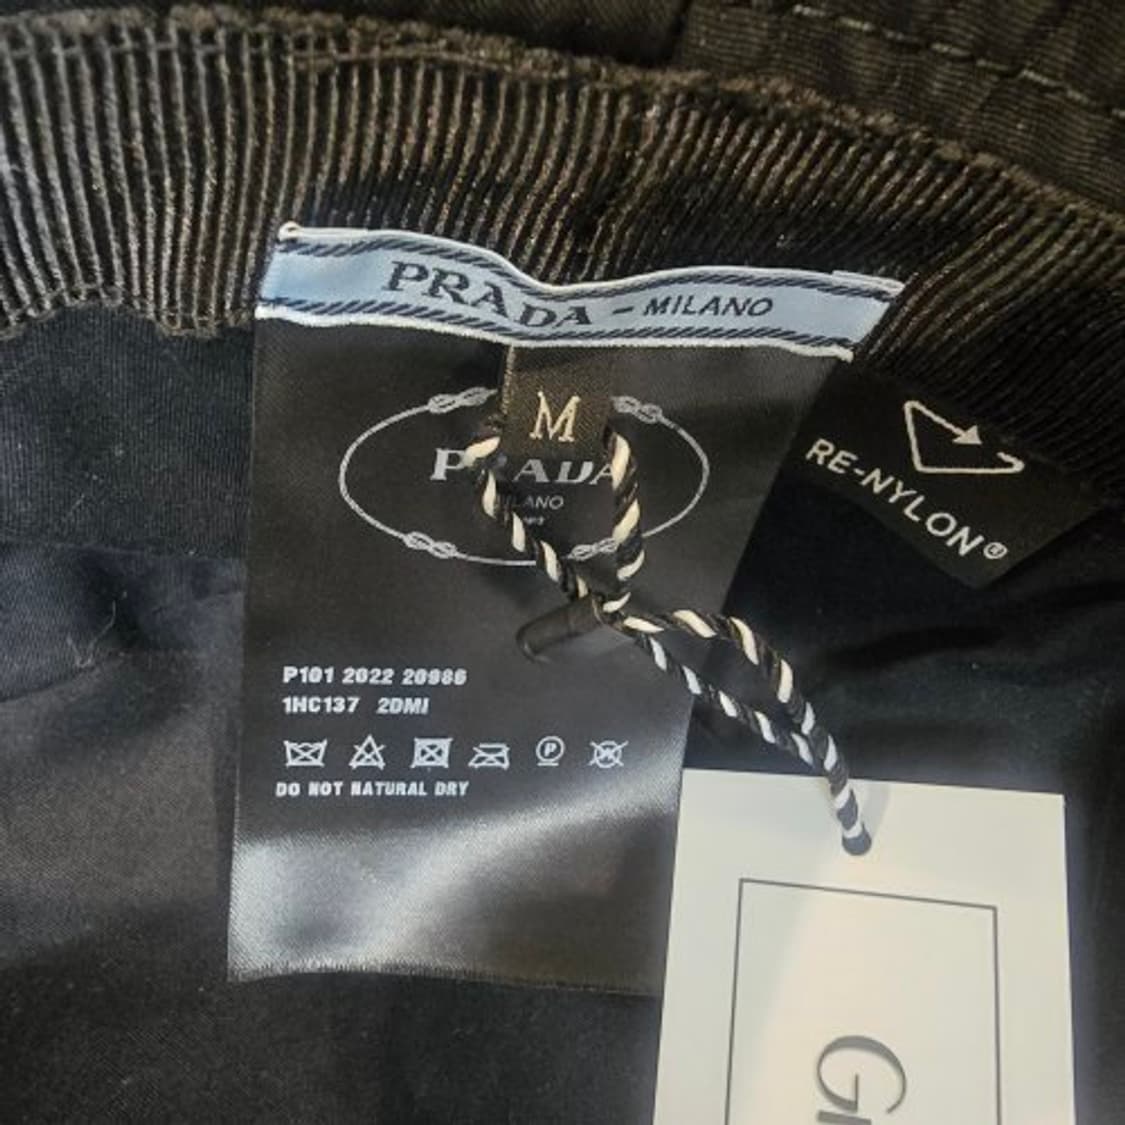 PRADA - MILANO
M
PRADA
MILANO
RE-NYLON®
P101 2022 20986
1HC137 2DMI
P
DO NOT NATURAL DRY